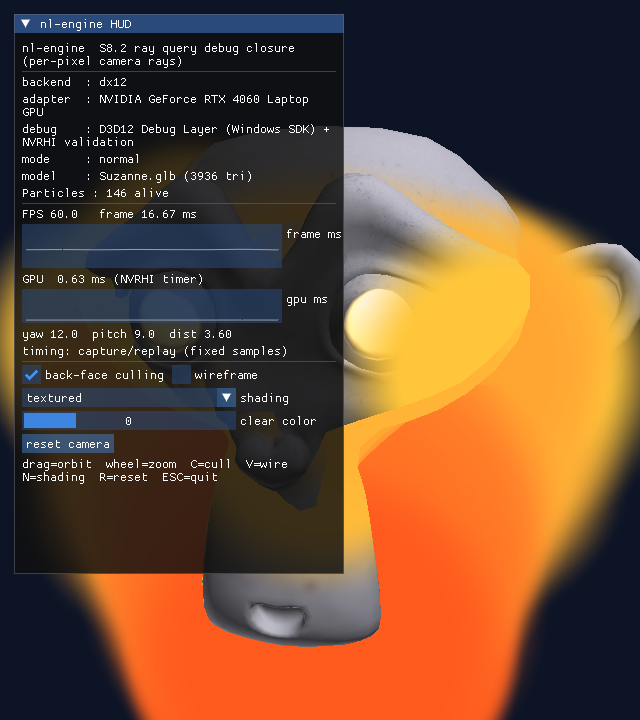 nl-engine HUD
nl-engine  S8.2 ray query debug closure
(per-pixel camera rays)
backend  : dx12
adapter  : NVIDIA GeForce RTX 4060 Laptop
GPU
debug    : D3D12 Debug Layer (Windows SDK) +
NVRHI validation
mode     : normal
model    : Suzanne.glb (3936 tri)
Particles : 146 alive
FPS 60.0   frame 16.67 ms
frame ms
GPU  0.63 ms (NVRHI timer)
gpu ms
yaw 12.0  pitch 9.0  dist 3.60
timing: capture/replay (fixed samples)
back-face culling  wireframe
textured  shading
0  clear color
reset camera
drag=orbit  wheel=zoom  C=cull  V=wire
N=shading  R=reset  ESC=quit